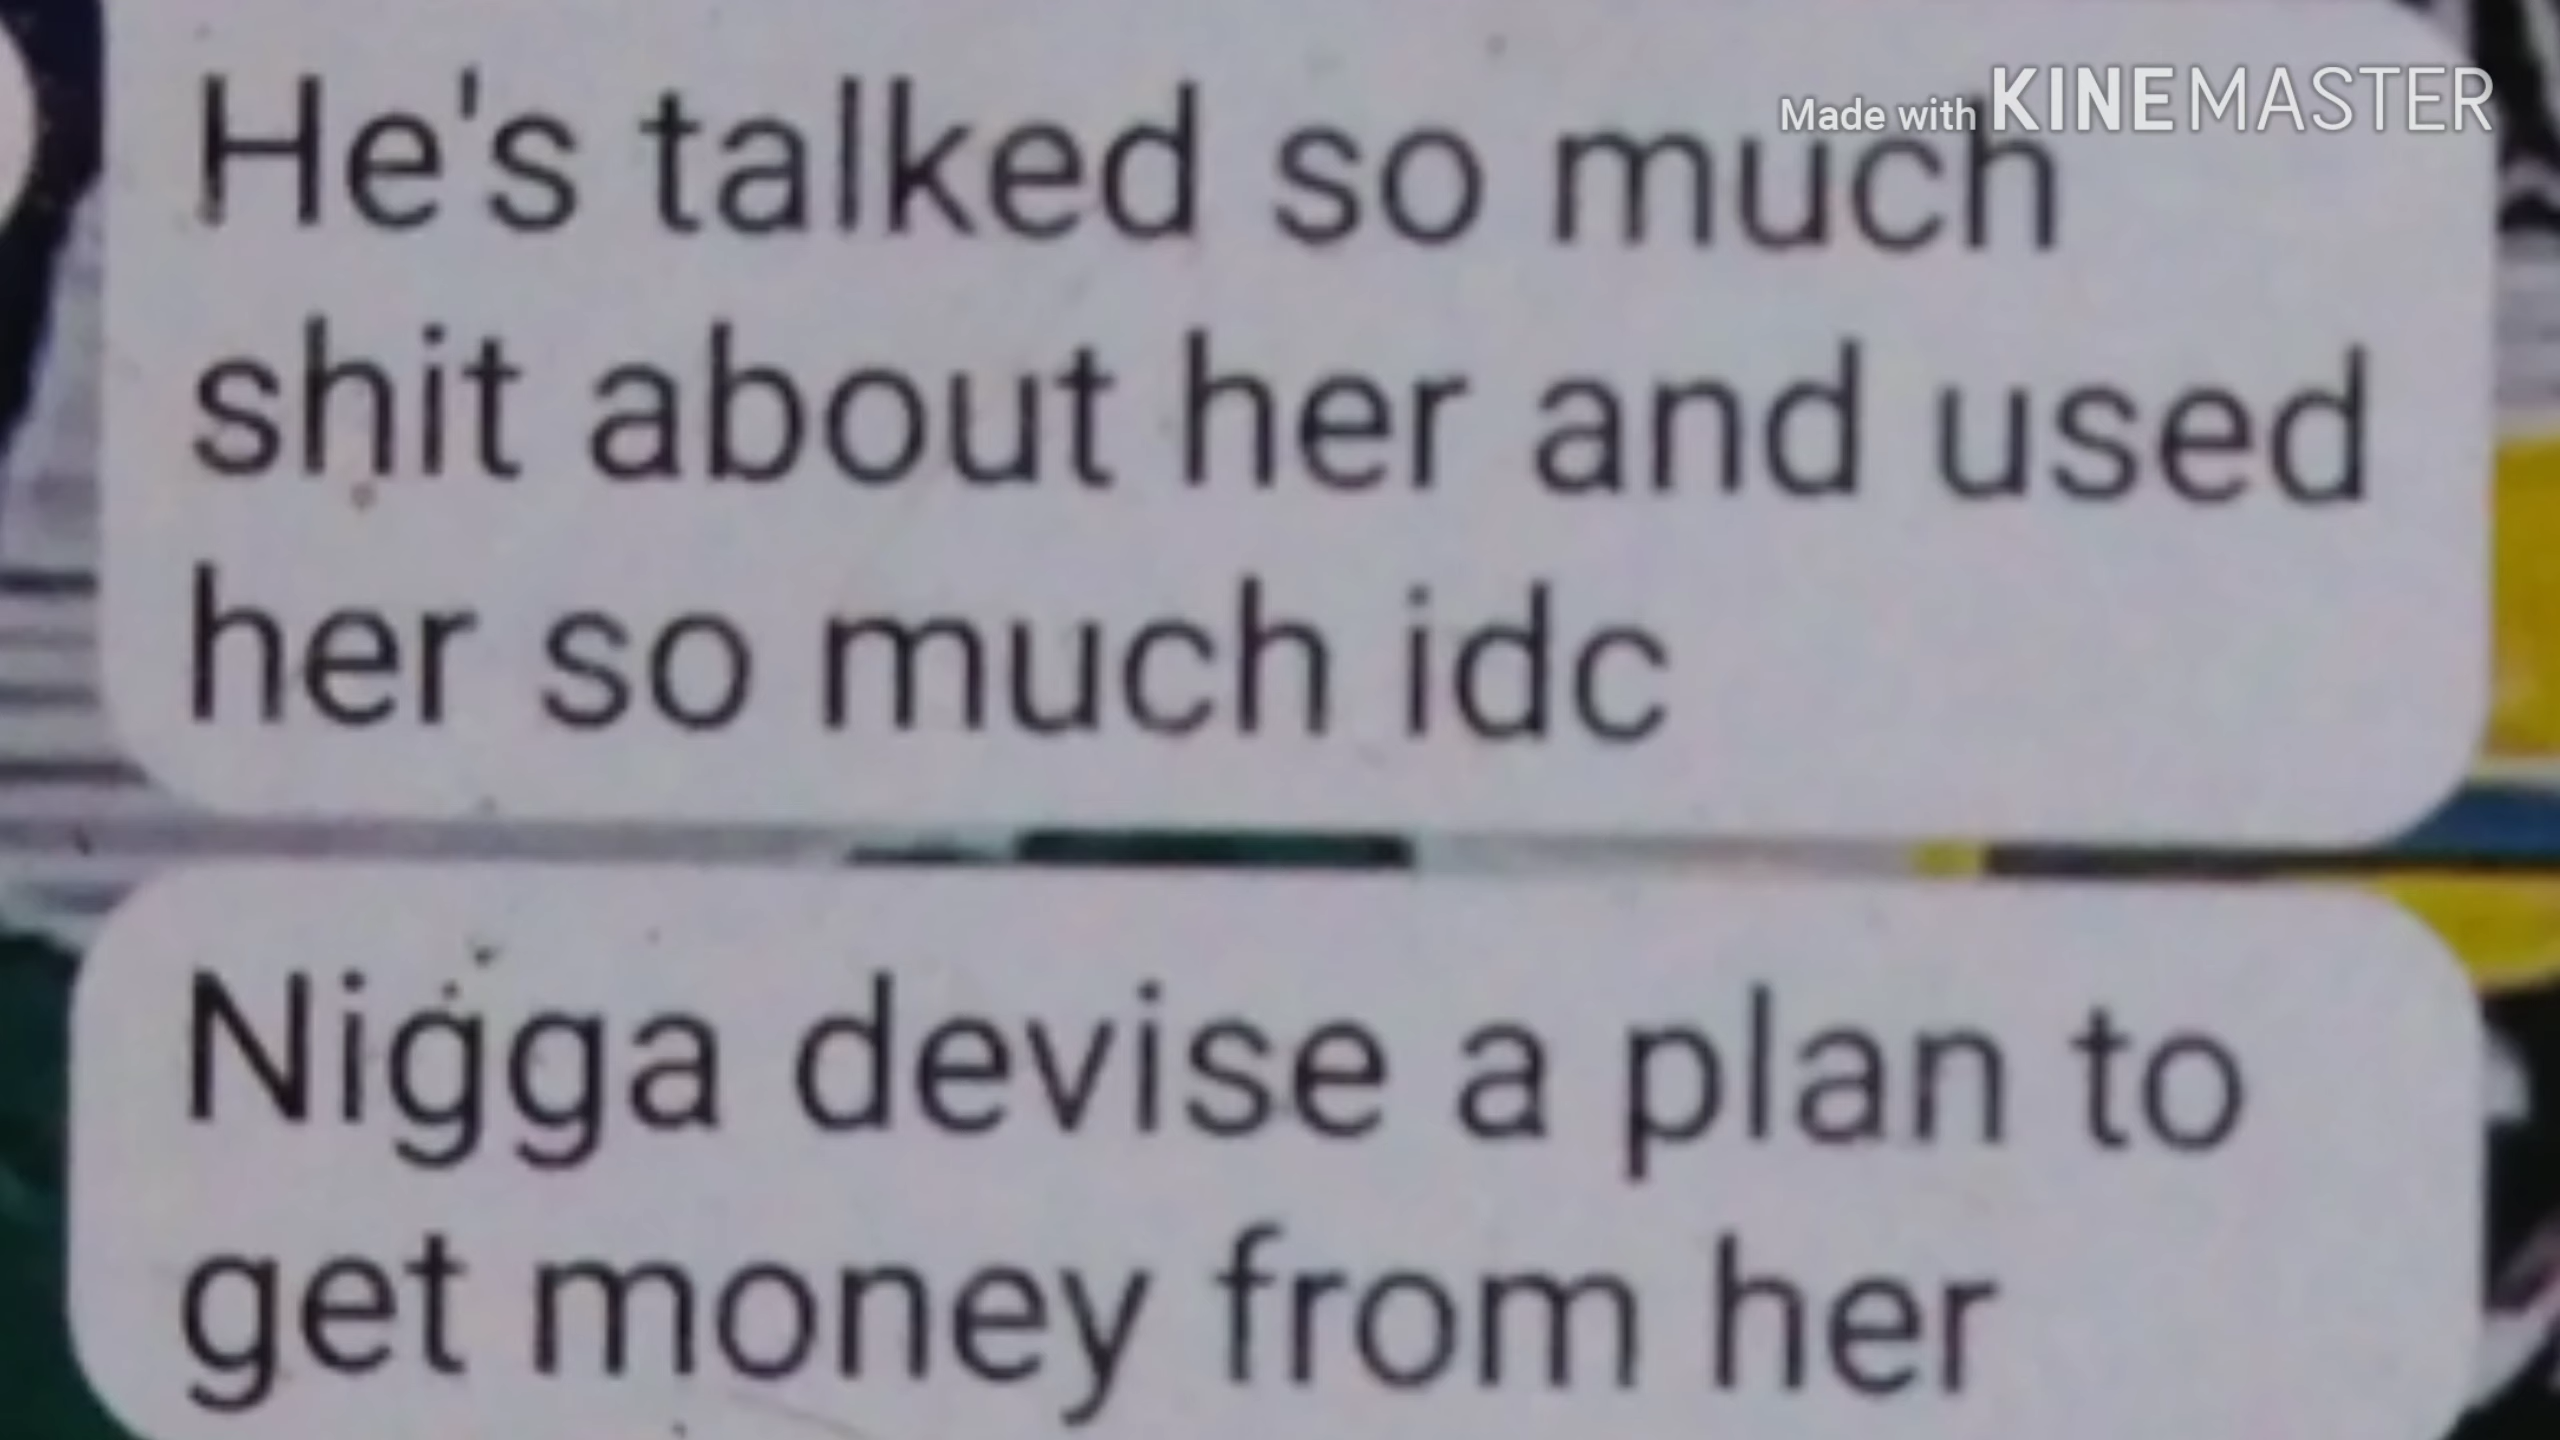 Made with KINEMASTER
He's talked so much
shit about her and used
her so much idc
Nigga devise a plan to
get money from her